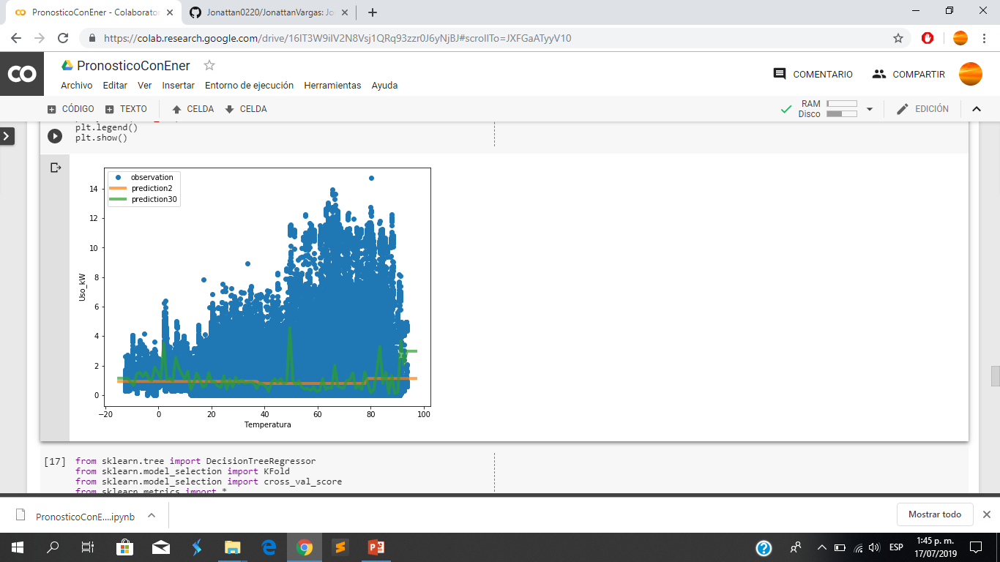 PronosticoConEner - Colaborator
Jonattan0220/JonattanVargas: Jo
https://colab.research.google.com/drive/16IT3W9iIV2N8Vsj1QRq93zzr0J6yNjBJ#scrollTo=JXFGaATyyV10
CO
PronosticoConEner
COMENTARIO
COMPARTIR
Archivo Editar Ver Insertar Entorno de ejecución Herramientas Ayuda
CÓDIGO TEXTO CELDA CELDA
RAM
Disco
EDICIÓN
plt.legend()
plt.show()
observation
prediction2
prediction30
14
12
10
8
6
4
2
0
Uso_kW
−20 0 20 40 60 80 100
Temperatura
[17] from sklearn.tree import DecisionTreeRegressor
from sklearn.model_selection import KFold
from sklearn.model_selection import cross_val_score
from sklearn.metrics import *
PronosticoConE....ipynb
Mostrar todo
ESP
1:45 p. m.
17/07/2019